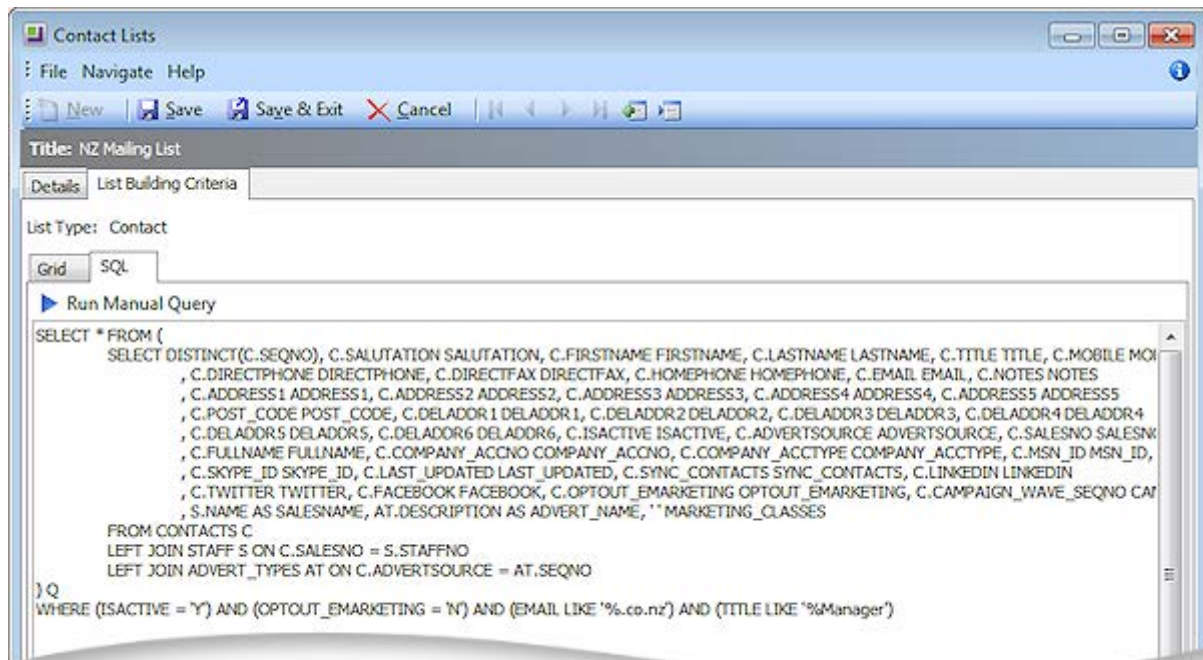 Contact Lists
File Navigate Help
New Save Save & Exit Cancel
Title: NZ Mailing List
Details List Building Criteria
List Type: Contact
Grid SQL
Run Manual Query
SELECT * FROM (
SELECT DISTINCT(C.SEQNO), C.SALUTATION SALUTATION, C.FIRSTNAME FIRSTNAME, C.LASTNAME LASTNAME, C.TITLE TITLE, C.MOBILE
, C.DIRECTPHONE DIRECTPHONE, C.DIRECTFAX DIRECTFAX, C.HOMEPHONE HOMEPHONE, C.EMAIL EMAIL, C.NOTES NOTES
, C.ADDRESS1 ADDRESS1, C.ADDRESS2 ADDRESS2, C.ADDRESS3 ADDRESS3, C.ADDRESS4 ADDRESS4, C.ADDRESS5 ADDRESS5
, C.POST_CODE POST_CODE, C.DELADDR1 DELADDR1, C.DELADDR2 DELADDR2, C.DELADDR3 DELADDR3, C.DELADDR4 DELADDR4
, C.DELADDR5 DELADDR5, C.DELADDR6 DELADDR6, C.ISACTIVE ISACTIVE, C.ADVERTSOURCE ADVERTSOURCE, C.SALESNO
, C.FULLNAME FULLNAME, C.COMPANY_ACCNO COMPANY_ACCNO, C.COMPANY_ACCTYPE COMPANY_ACCTYPE, C.MSN_ID MSN_ID,
, C.SKYPE_ID SKYPE_ID, C.LAST_UPDATED LAST_UPDATED, C.SYNC_CONTACTS SYNC_CONTACTS, C.LINKEDIN LINKEDIN
, C.TWITTER TWITTER, C.FACEBOOK FACEBOOK, C.OPTOUT_EMARKETING OPTOUT_EMARKETING, C.CAMPAIGN_WAVE_SEQNO
, S.NAME AS SALESNAME, AT.DESCRIPTION AS ADVERT_NAME, ' ' MARKETING_CLASSES
FROM CONTACTS C
LEFT JOIN STAFF S ON C.SALESNO = S.STAFFNO
LEFT JOIN ADVERT_TYPES AT ON C.ADVERTSOURCE = AT.SEQNO
) Q
WHERE (ISACTIVE = 'Y') AND (OPTOUT_EMARKETING = 'N') AND (EMAIL LIKE '%.co.nz') AND (TITLE LIKE '%Manager')